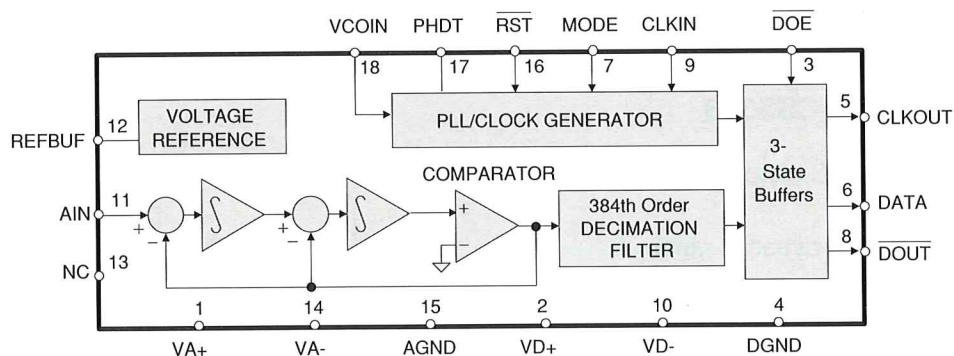 VCOIN PHDT RST MODE CLKIN DOE
18 17 16 7 9 3
VOLTAGE
REFERENCE
REFBUF 12
PLL/CLOCK GENERATOR
5 CLKOUT
3-
State
Buffers
COMPARATOR
AIN 11
+
−
∫
+
−
∫
+
−
384th Order
DECIMATION
FILTER
6 DATA
8 DOUT
NC 13
1 14 15 2 10 4
VA+ VA- AGND VD+ VD- DGND